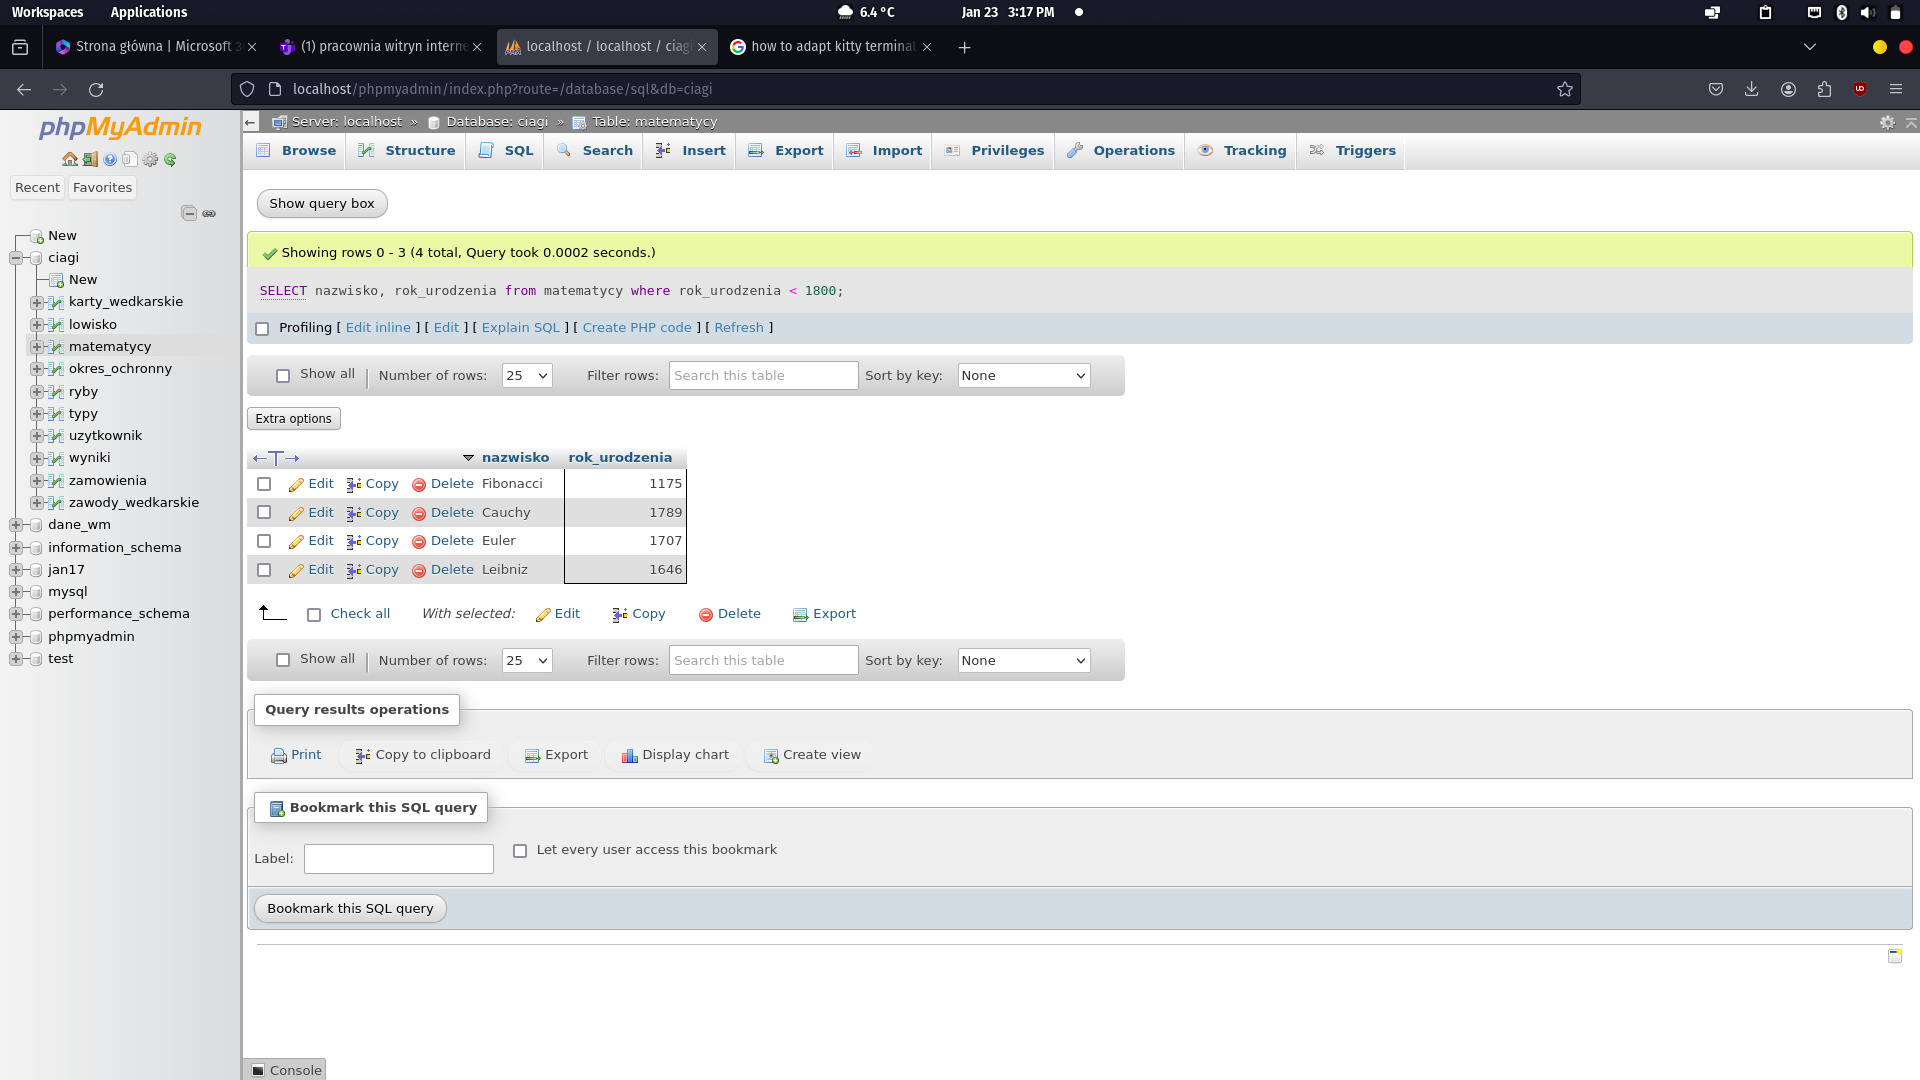 Workspaces Applications 6.4 °C Jan 23 3:17 PM
Strona główna | Microsoft 3 (1) pracownia witryn interne localhost / localhost / ciagi how to adapt kitty terminal
localhost/phpmyadmin/index.php?route=/database/sql&db=ciagi
phpMyAdmin
Recent Favorites
New
ciagi
New
karty_wedkarskie
lowisko
matematycy
okres_ochronny
ryby
typy
uzytkownik
wyniki
zamowienia
zawody_wedkarskie
dane_wm
information_schema
jan17
mysql
performance_schema
phpmyadmin
test
Server: localhost » Database: ciagi » Table: matematycy
Browse Structure SQL Search Insert Export Import Privileges Operations Tracking Triggers
Show query box
Showing rows 0 - 3 (4 total, Query took 0.0002 seconds.)
SELECT nazwisko, rok_urodzenia from matematycy where rok_urodzenia < 1800;
Profiling [ Edit inline ] [ Edit ] [ Explain SQL ] [ Create PHP code ] [ Refresh ]
Show all Number of rows: 25 Filter rows: Search this table Sort by key: None
Extra options
nazwisko rok_urodzenia
Edit Copy Delete Fibonacci 1175
Edit Copy Delete Cauchy 1789
Edit Copy Delete Euler 1707
Edit Copy Delete Leibniz 1646
Check all With selected: Edit Copy Delete Export
Show all Number of rows: 25 Filter rows: Search this table Sort by key: None
Query results operations
Print Copy to clipboard Export Display chart Create view
Bookmark this SQL query
Label: Let every user access this bookmark
Bookmark this SQL query
Console